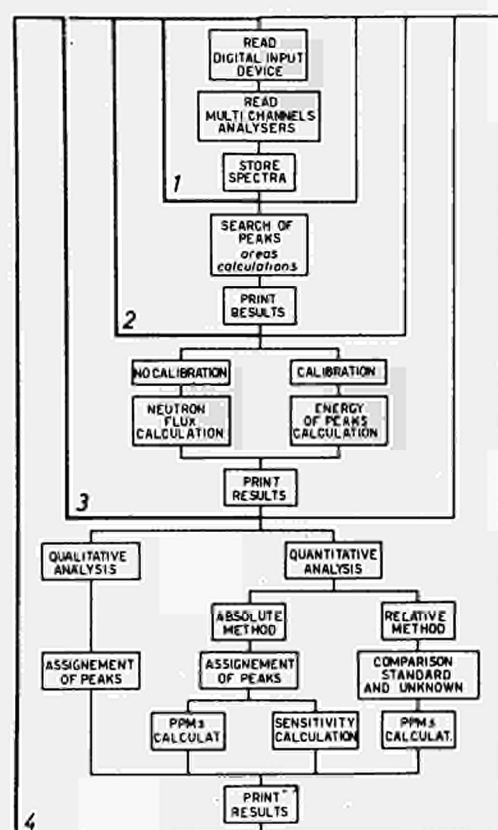 READ
DIGITAL INPUT
DEVICE
READ
MULTI CHANNELS
ANALYSERS
STORE
SPECTRA
1
SEARCH OF
PEAKS
areas
calculations
PRINT
RESULTS
2
NO CALIBRATION
CALIBRATION
NEUTRON
FLUX
CALCULATION
ENERGY
OF PEAKS
CALCULATION
PRINT
RESULTS
3
QUALITATIVE
ANALYSIS
QUANTITATIVE
ANALYSIS
ABSOLUTE
METHOD
RELATIVE
METHOD
ASSIGNEMENT
OF PEAKS
ASSIGNEMENT
OF PEAKS
COMPARISON
STANDARD
AND UNKNOWN
PPMs
CALCULAT.
SENSITIVITY
CALCULATION
PPMs
CALCULAT.
PRINT
RESULTS
4